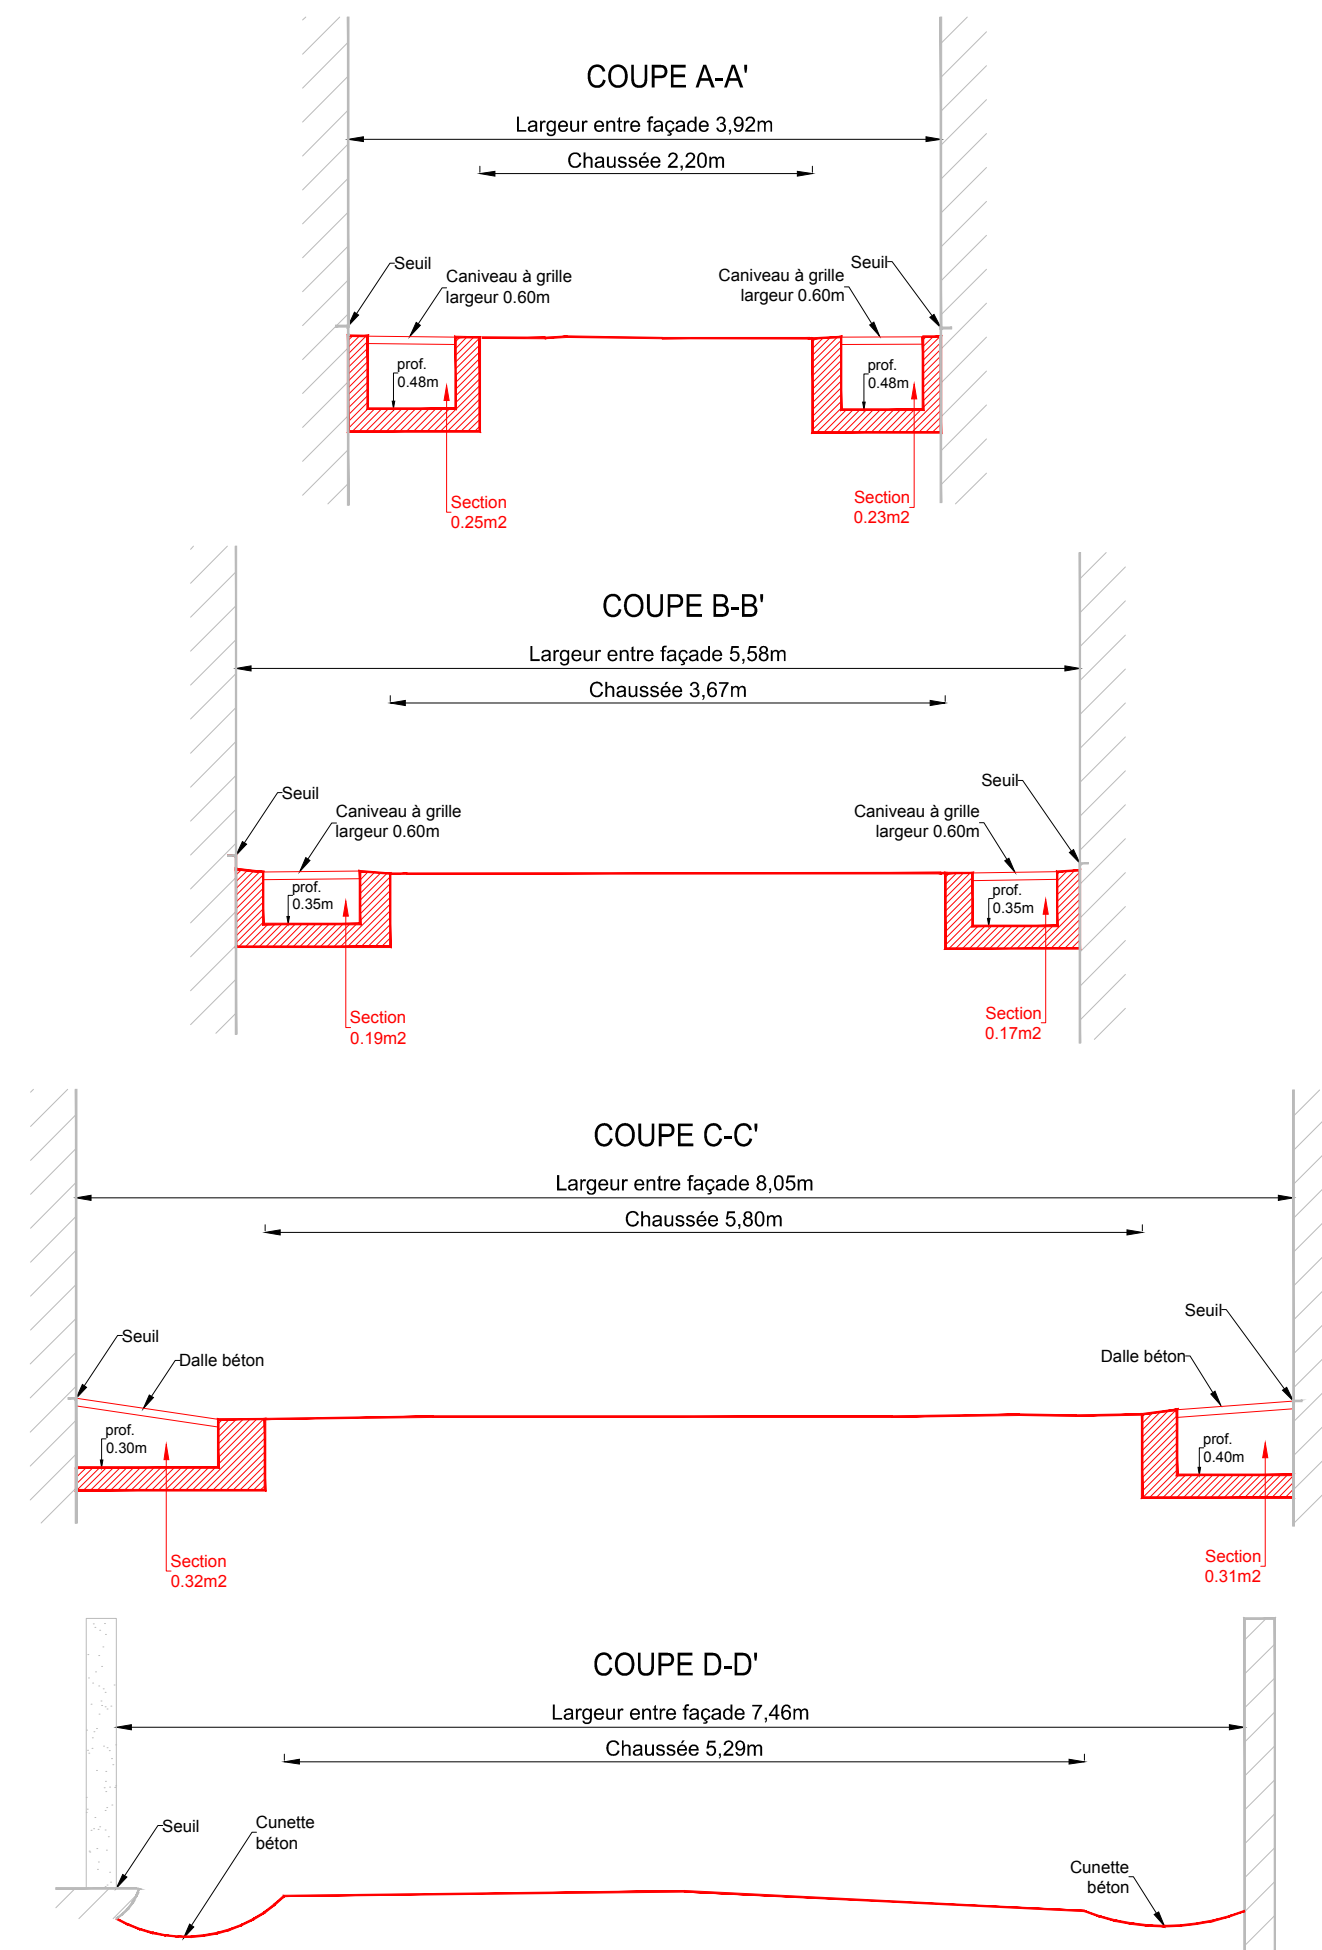 COUPE A-A'
Largeur entre façade 3,92m
Chaussée 2,20m
Seuil
Caniveau à grille
largeur 0.60m
Caniveau à grille
largeur 0.60m
Seuil
prof.
0.48m
prof.
0.48m
Section
0.25m2
Section
0.23m2
COUPE B-B'
Largeur entre façade 5,58m
Chaussée 3,67m
Seuil
Caniveau à grille
largeur 0.60m
Seuil
Caniveau à grille
largeur 0.60m
prof.
0.35m
prof.
0.35m
Section
0.19m2
Section
0.17m2
COUPE C-C'
Largeur entre façade 8,05m
Chaussée 5,80m
Seuil
Dalle béton
Seuil
Dalle béton
prof.
0.30m
prof.
0.40m
Section
0.32m2
Section
0.31m2
COUPE D-D'
Largeur entre façade 7,46m
Chaussée 5,29m
Seuil
Cunette
béton
Cunette
béton